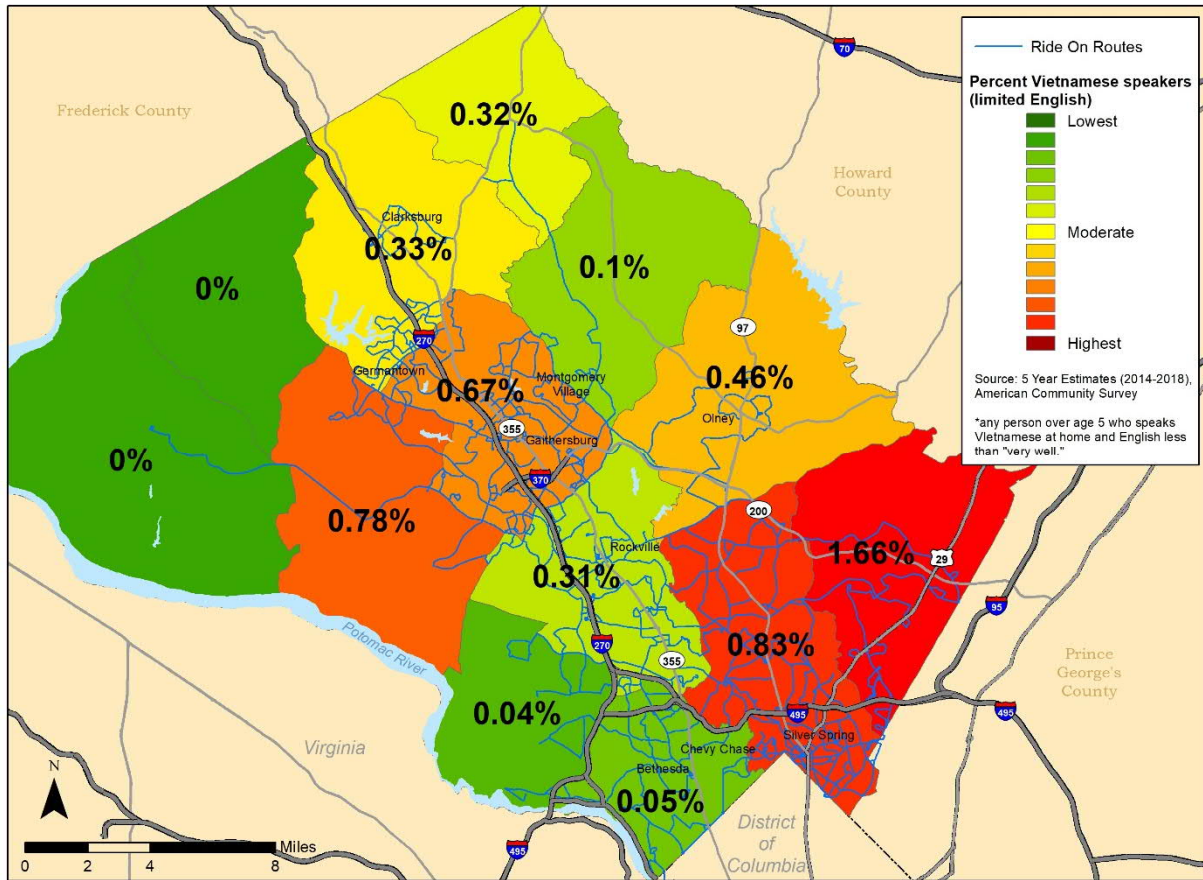 Ride On Routes
Percent Vietnamese speakers
(limited English)
Lowest
Moderate
Highest
Source: 5 Year Estimates (2014-2018),
American Community Survey
*any person over age 5 who speaks
VIetnamese at home and English less
than "very well."
70
Frederick County
0.32%
Howard
County
Clarksburg
0.33%
0.1%
0%
97
270
Germantown
0.67%
Montgomery
Village
0.46%
Olney
355
Gaithersburg
0%
370
0.78%
200
Rockville
1.66%
29
0.31%
95
Potomac River
270
355
0.83%
Prince
George's
County
0.04%
495
495
Silver Spring
Virginia
Chevy Chase
Bethesda
0.05%
N
District
of
Columbia
Miles
0 2 4 8
495